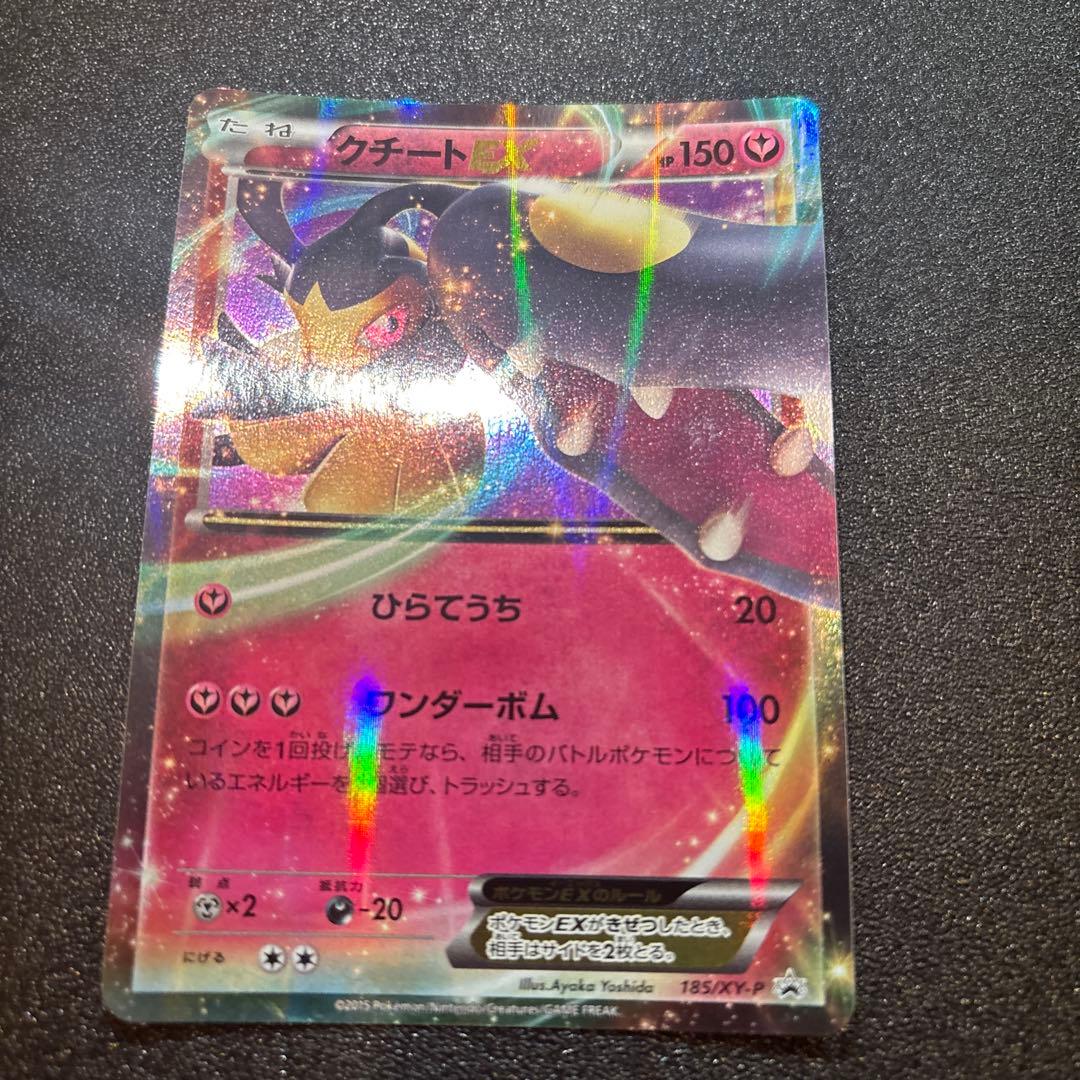 たね クチートEX HP 150
ひらてうち 20
ワンダーボム 100
コインを1回投げ モテなら、相手のバトルポケモンにつ て
いるエネルギーを 個選び、トラッシュする。
弱点 抵抗力
×2 -20
ポケモンEXのルール
ポケモンEXがきぜつしたとき、
相手はサイドを2枚とる。
にげる
Illus.Ayaka Yoshida 185/XY-P
©2015 Pokémon/Nintendo/Creatures/GAME FREAK.